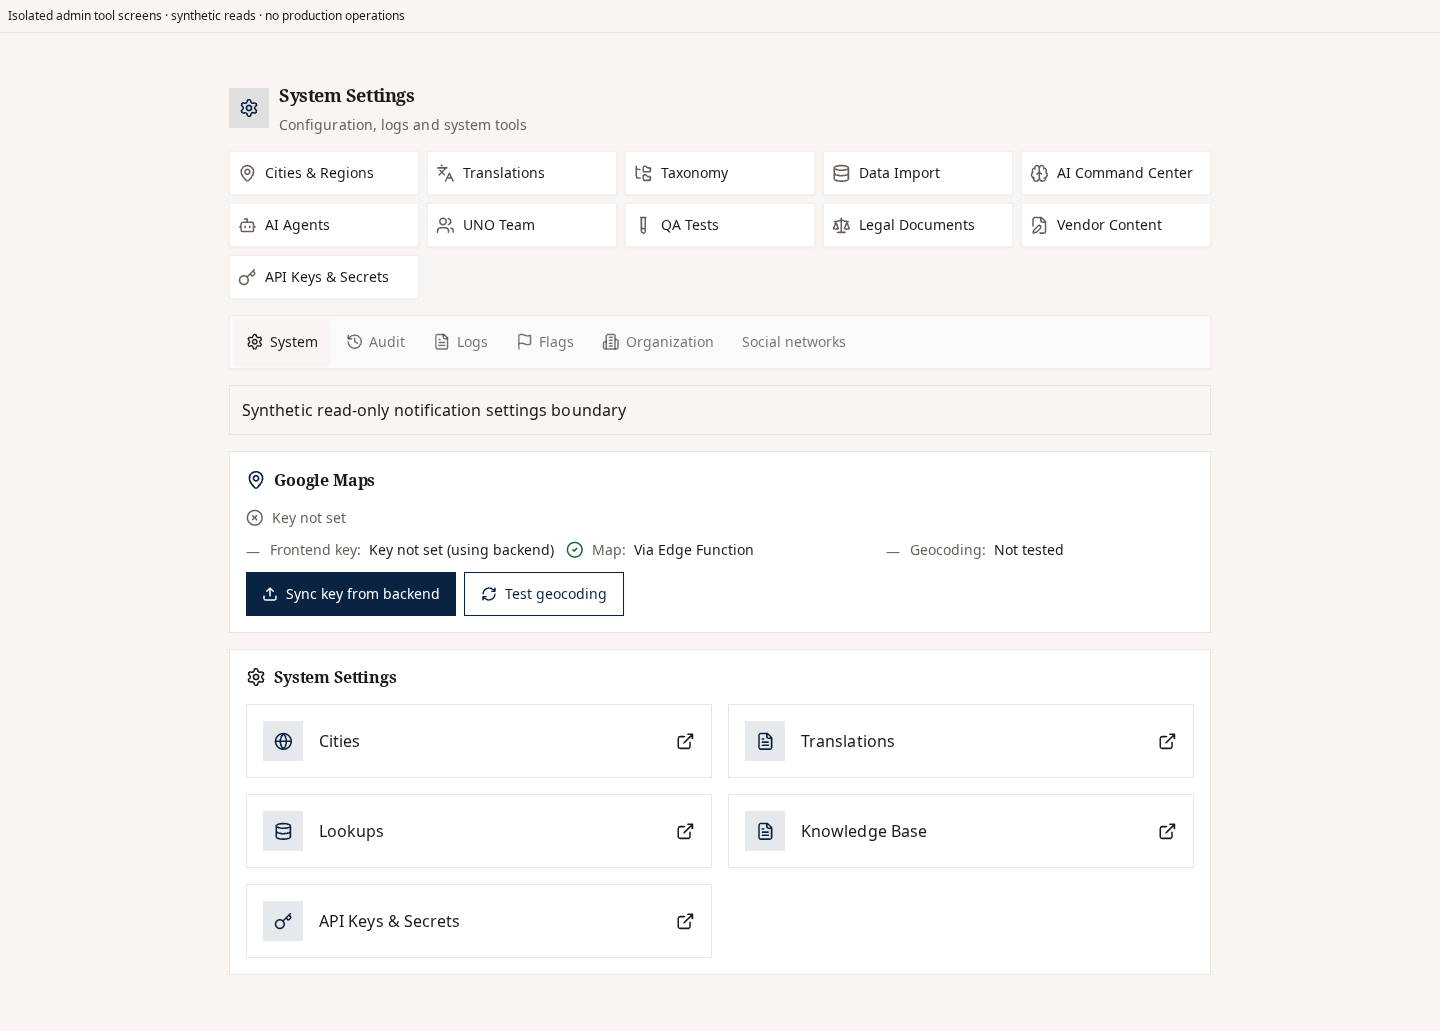 Isolated admin tool screens · synthetic reads · no production operations
System Settings
Configuration, logs and system tools
Cities & Regions
Translations
Taxonomy
Data Import
AI Command Center
AI Agents
UNO Team
QA Tests
Legal Documents
Vendor Content
API Keys & Secrets
System
Audit
Logs
Flags
Organization
Social networks
Synthetic read-only notification settings boundary
Google Maps
Key not set
— Frontend key: Key not set (using backend)
Map: Via Edge Function
— Geocoding: Not tested
Sync key from backend
Test geocoding
System Settings
Cities
Translations
Lookups
Knowledge Base
API Keys & Secrets